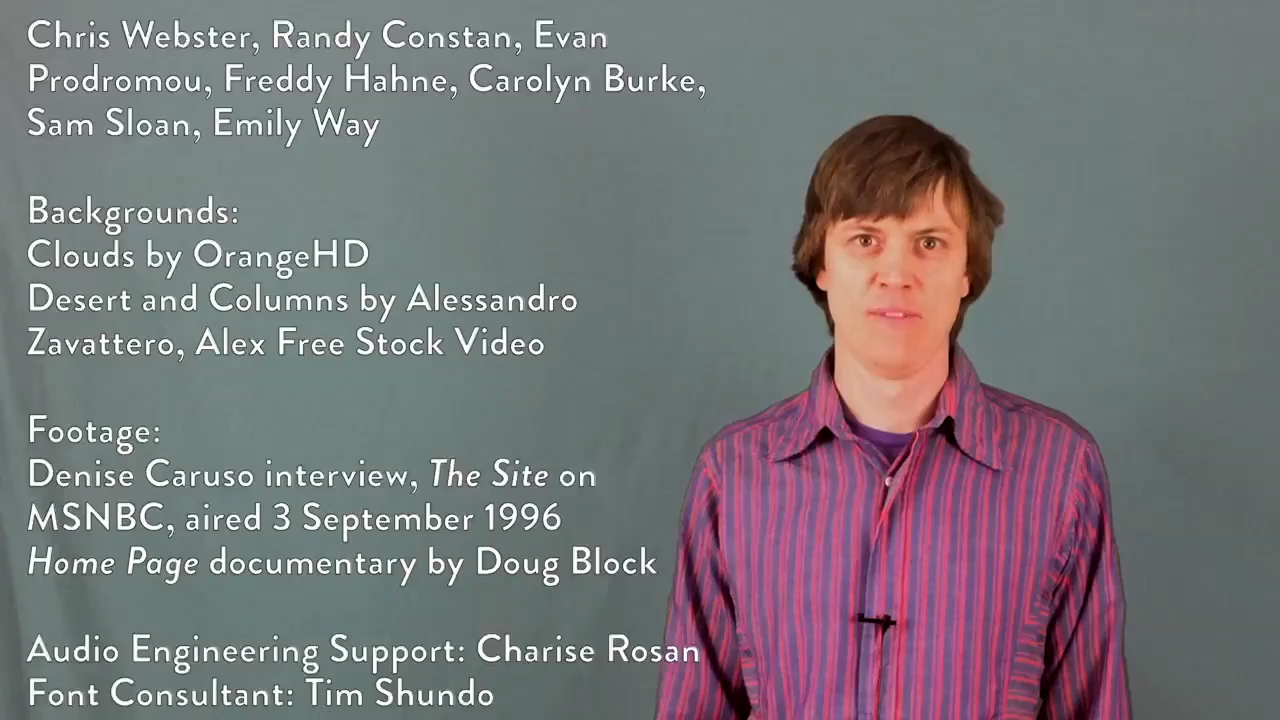 Chris Webster, Randy Constan, Evan
Prodromou, Freddy Hahne, Carolyn Burke,
Sam Sloan, Emily Way
Backgrounds:
Clouds by OrangeHD
Desert and Columns by Alessandro
Zavattero, Alex Free Stock Video
Footage:
Denise Caruso interview, The Site on
MSNBC, aired 3 September 1996
Home Page documentary by Doug Block
Audio Engineering Support: Charise Rosan
Font Consultant: Tim Shundo